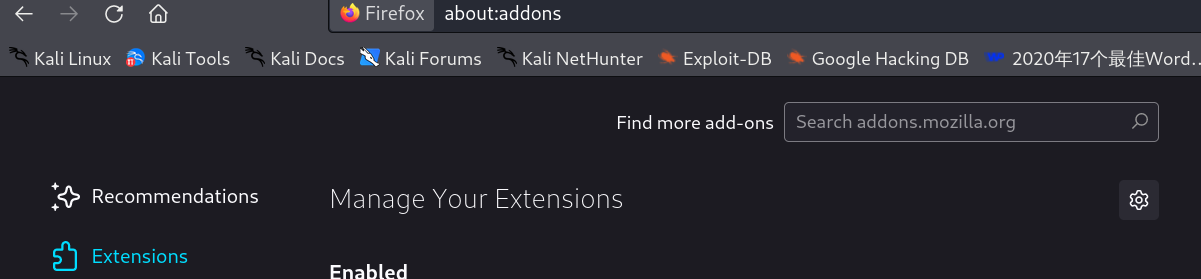 Firefox about:addons
Kali Linux Kali Tools Kali Docs Kali Forums Kali NetHunter Exploit-DB Google Hacking DB 2020年17个最佳Word...
Find more add-ons Search addons.mozilla.org
Recommendations Manage Your Extensions
Extensions
Enabled